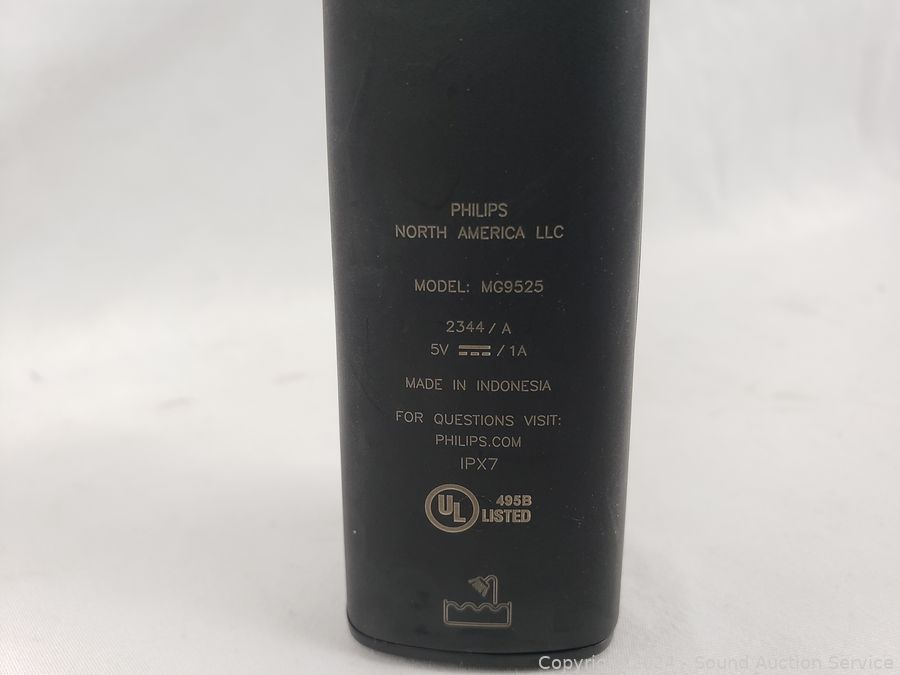 PHILIPS
NORTH AMERICA LLC
MODEL: MG9525
2344 / A
5V ⎓ / 1A
MADE IN INDONESIA
FOR QUESTIONS VISIT:
PHILIPS.COM
IPX7
UL 495B
LISTED
Copyright 2024 - Sound Auction Service